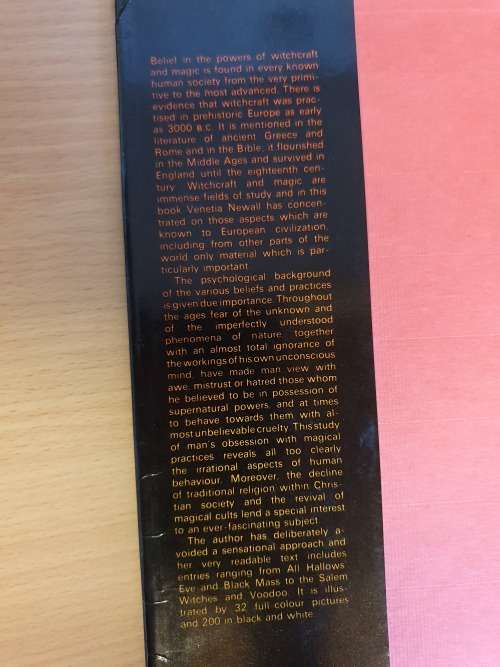 Belief in the powers of witchcraft
and magic is found in every known
human society from the very primi-
tive to the most advanced. There is
evidence that witchcraft was prac-
tised in prehistoric Europe as early
as 3000 B.C. It is mentioned in the
literature of ancient Greece and
Rome and in the Bible; it flourished
in the Middle Ages and survived in
England until the eighteenth cen-
tury. Witchcraft and magic are
immense fields of study and in this
book Venetia Newall has concen-
trated on those aspects which are
known to European civilization,
including from other parts of the
world only material which is par-
ticularly important.
The psychological background
of the various beliefs and practices
is given due importance. Throughout
the ages fear of the unknown and
of the imperfectly understood
phenomena of nature, together
with an almost total ignorance of
the workings of his own unconscious
mind, have made man view with
awe, mistrust or hatred those whom
he believed to be in possession of
supernatural powers, and at times
to behave towards them with al-
most unbelievable cruelty. This study
of man's obsession with magical
practices reveals all too clearly
the irrational aspects of human
behaviour. Moreover, the decline
of traditional religion within Chris-
tian society and the revival of
magical cults lend a special interest
to an ever-fascinating subject.
The author has deliberately a-
voided a sensational approach and
her very readable text includes
entries ranging from All Hallows
Eve and Black Mass to the Salem
Witches and Voodoo. It is illus-
trated by 32 full colour pictures
and 200 in black and white.